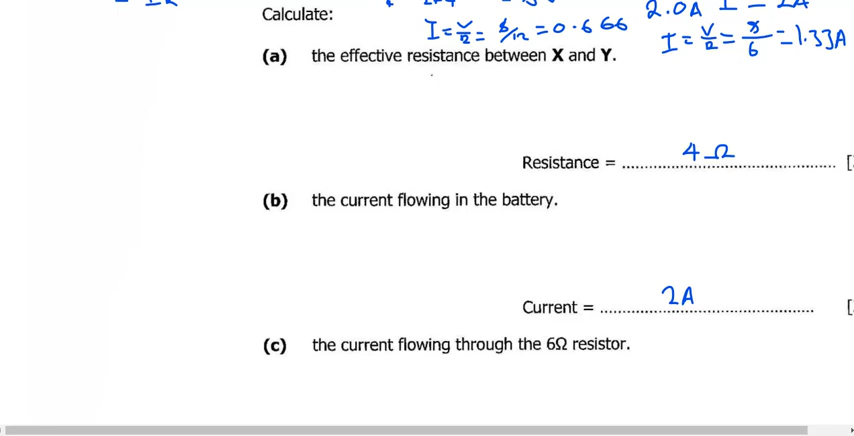 2.0A
Calculate:
I = V/R = 8/12 = 0.666
I = V/R = 8/6 = 1.33A
(a) the effective resistance between X and Y.
Resistance = 4Ω
(b) the current flowing in the battery.
Current = 2A
(c) the current flowing through the 6Ω resistor.